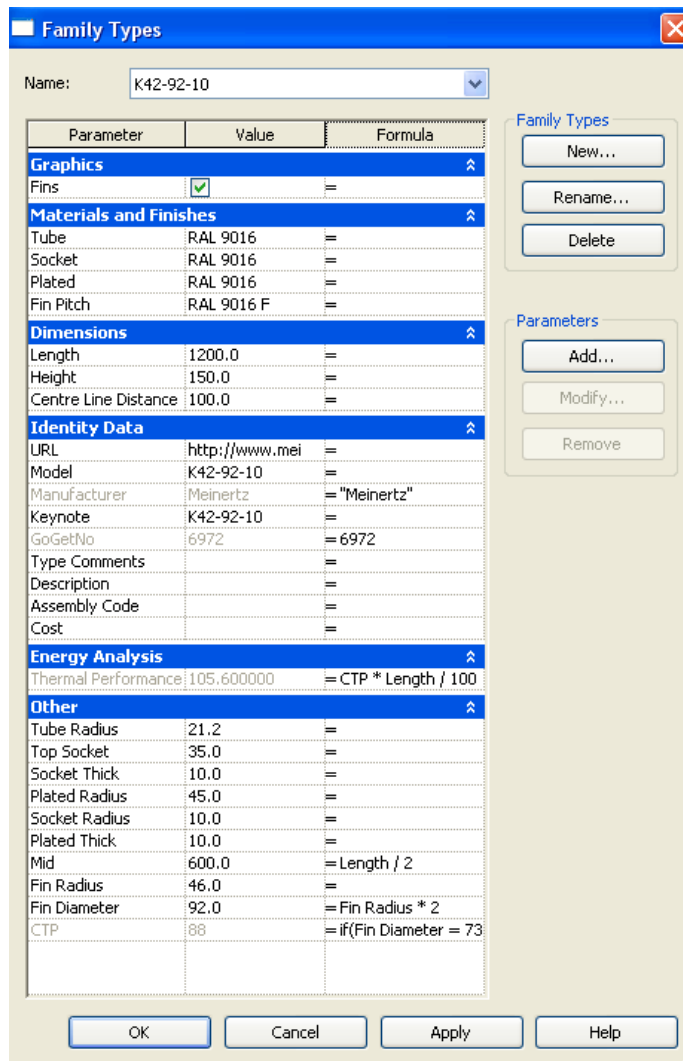 Family Types
Name: K42-92-10
Parameter Value Formula
Graphics
Fins =
Materials and Finishes
Tube RAL 9016 =
Socket RAL 9016 =
Plated RAL 9016 =
Fin Pitch RAL 9016 F =
Dimensions
Length 1200.0 =
Height 150.0 =
Centre Line Distance 100.0 =
Identity Data
URL http://www.mei =
Model K42-92-10 =
Manufacturer Meinertz = "Meinertz"
Keynote K42-92-10 =
GoGetNo 6972 = 6972
Type Comments =
Description =
Assembly Code =
Cost =
Energy Analysis
Thermal Performance 105.600000 = CTP * Length / 100
Other
Tube Radius 21.2 =
Top Socket 35.0 =
Socket Thick 10.0 =
Plated Radius 45.0 =
Socket Radius 10.0 =
Plated Thick 10.0 =
Mid 600.0 = Length / 2
Fin Radius 46.0 =
Fin Diameter 92.0 = Fin Radius * 2
CTP 88 = if(Fin Diameter = 73
Family Types
New...
Rename...
Delete
Parameters
Add...
Modify...
Remove
OK Cancel Apply Help